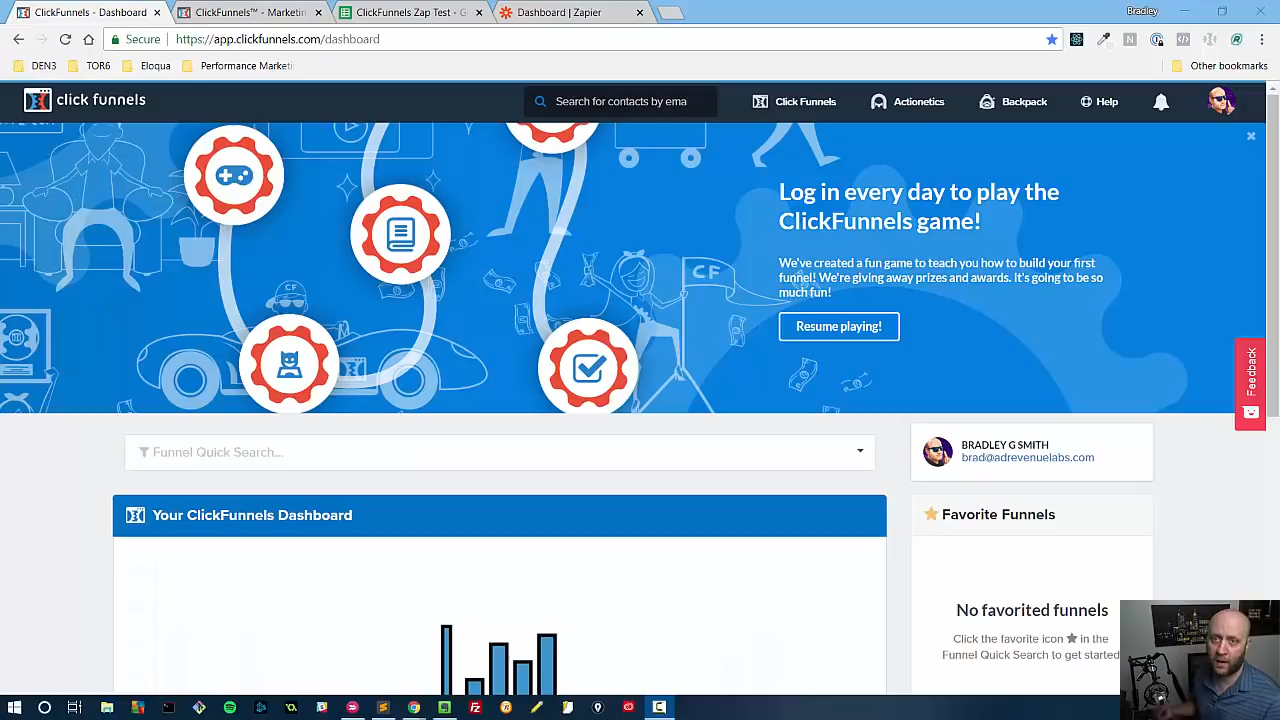 ClickFunnels - Dashboard
ClickFunnels™ - Marketin
ClickFunnels Zap Test - G
Dashboard | Zapier
Bradley
Secure
https://app.clickfunnels.com/dashboard
DEN3
TOR6
Eloqua
Performance Marketi
Other bookmarks
click funnels
Search for contacts by ema
Click Funnels
Actionetics
Backpack
Help
Log in every day to play the
ClickFunnels game!
We've created a fun game to teach you how to build your first
funnel! We're giving away prizes and awards. It's going to be so
much fun!
Resume playing!
CF
CF
Feedback
Funnel Quick Search...
BRADLEY G SMITH
brad@adrevenuelabs.com
Your ClickFunnels Dashboard
Favorite Funnels
No favorited funnels
Click the favorite icon ★ in the
Funnel Quick Search to get started